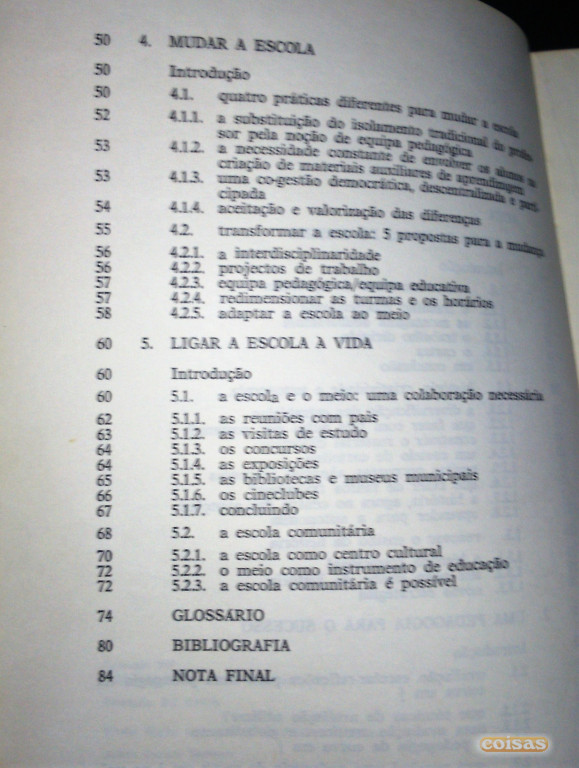 50 4. MUDAR A ESCOLA
50 Introdução
50 4.1. quatro práticas diferentes para mudar a escola
52 4.1.1. a substituição do isolamento tradicional do profes-
sor pela noção de equipa pedagógica
53 4.1.2. a necessidade constante de envolver os alunos na
criação de materiais auxiliares de aprendizagem
53 4.1.3. uma co-gestão democrática, descentralizada e parti-
cipada
54 4.1.4. aceitação e valorização das diferenças
55 4.2. transformar a escola: 5 propostas para a mudança
56 4.2.1. a interdisciplinaridade
56 4.2.2. projectos de trabalho
57 4.2.3. equipa pedagógica/equipa educativa
57 4.2.4. redimensionar as turmas e os horários
58 4.2.5. adaptar a escola ao meio
60 5. LIGAR A ESCOLA À VIDA
60 Introdução
60 5.1. a escola e o meio: uma colaboração necessária
62 5.1.1. as reuniões com pais
63 5.1.2. as visitas de estudo
64 5.1.3. os concursos
64 5.1.4. as exposições
65 5.1.5. as bibliotecas e museus municipais
66 5.1.6. os cineclubes
67 5.1.7. concluindo
68 5.2. a escola comunitária
70 5.2.1. a escola como centro cultural
72 5.2.2. o meio como instrumento de educação
72 5.2.3. a escola comunitária é possível
74 GLOSSÁRIO
80 BIBLIOGRAFIA
84 NOTA FINAL
coisas